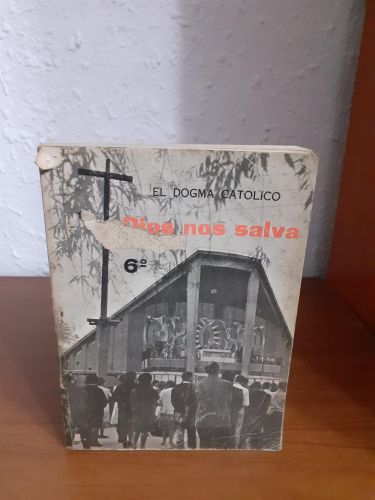 EL DOGMA CATOLICO
Dios nos salva
6º